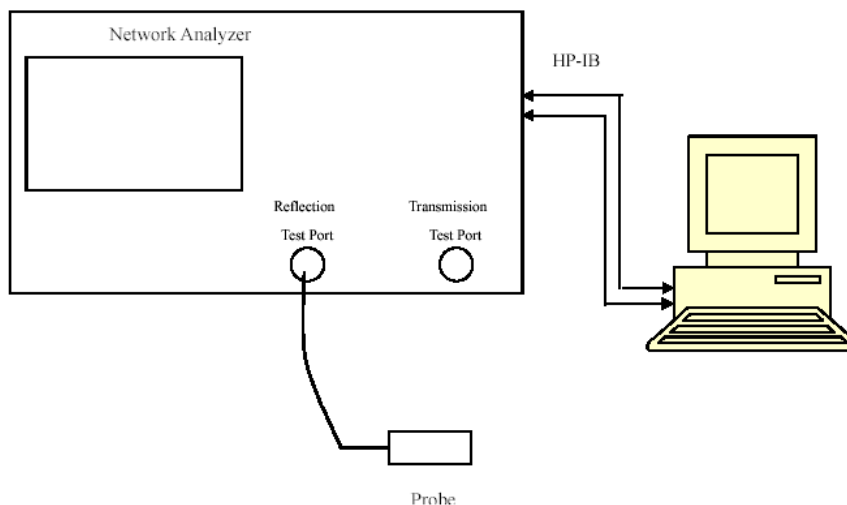 Network Analyzer
HP-IB
Reflection
Test Port
Transmission
Test Port
Probe